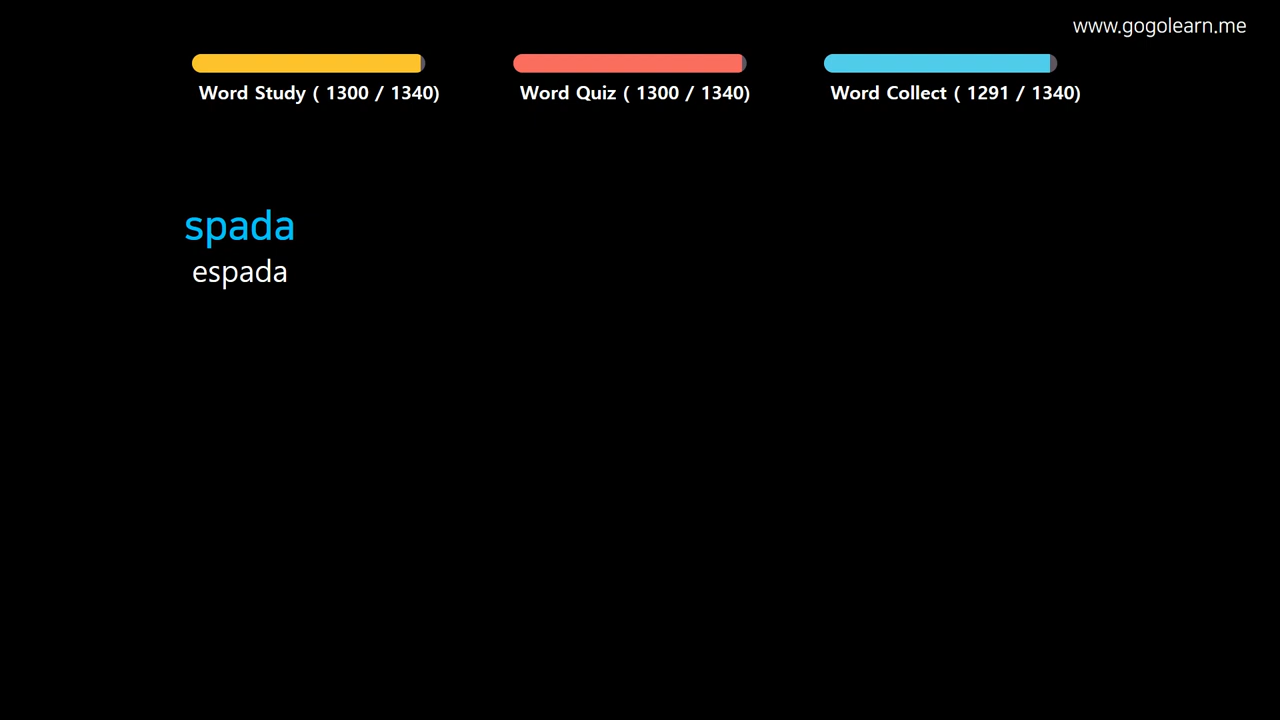 www.gogolearn.me
Word Study ( 1300 / 1340)
Word Quiz ( 1300 / 1340)
Word Collect ( 1291 / 1340)
spada
espada